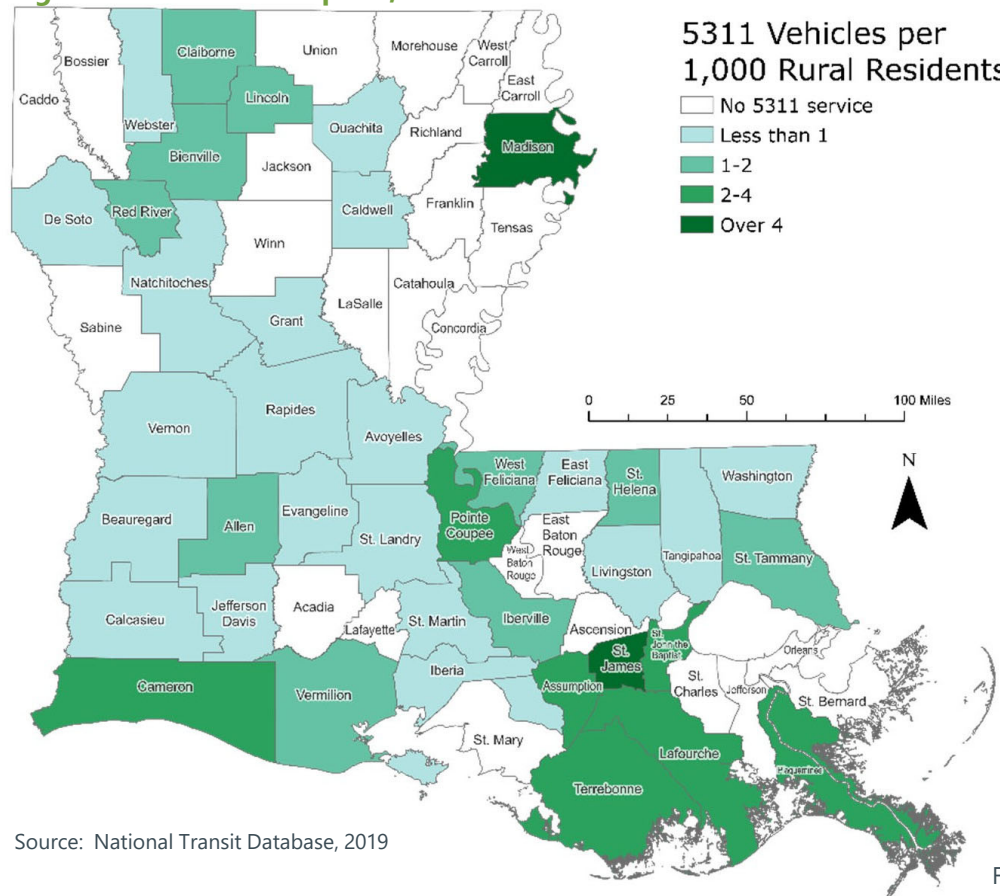 5311 Vehicles per
1,000 Rural Residents
No 5311 service
Less than 1
1-2
2-4
Over 4
Caddo
Bossier
Webster
Claiborne
Lincoln
Union
Morehouse
West
Carroll
East
Carroll
Ouachita
Richland
Madison
Bienville
Jackson
De Soto
Red River
Caldwell
Franklin
Tensas
Winn
Natchitoches
Catahoula
LaSalle
Sabine
Grant
Concordia
0 25 50 100 Miles
Vernon
Rapides
Avoyelles
N
West
Feliciana
East
Feliciana
St.
Helena
Washington
Beauregard
Allen
Evangeline
St. Landry
Pointe
Coupee
East
Baton
Rouge
West
Baton
Rouge
Livingston
Tangipahoa
St. Tammany
Calcasieu
Jefferson
Davis
Acadia
Lafayette
St. Martin
Iberville
Ascension
St.
John the
Baptist
Orleans
St.
James
Iberia
Cameron
Vermilion
Assumption
St.
Charles
Jefferson
St. Bernard
St. Mary
Lafourche
Plaquemines
Terrebonne
Source: National Transit Database, 2019